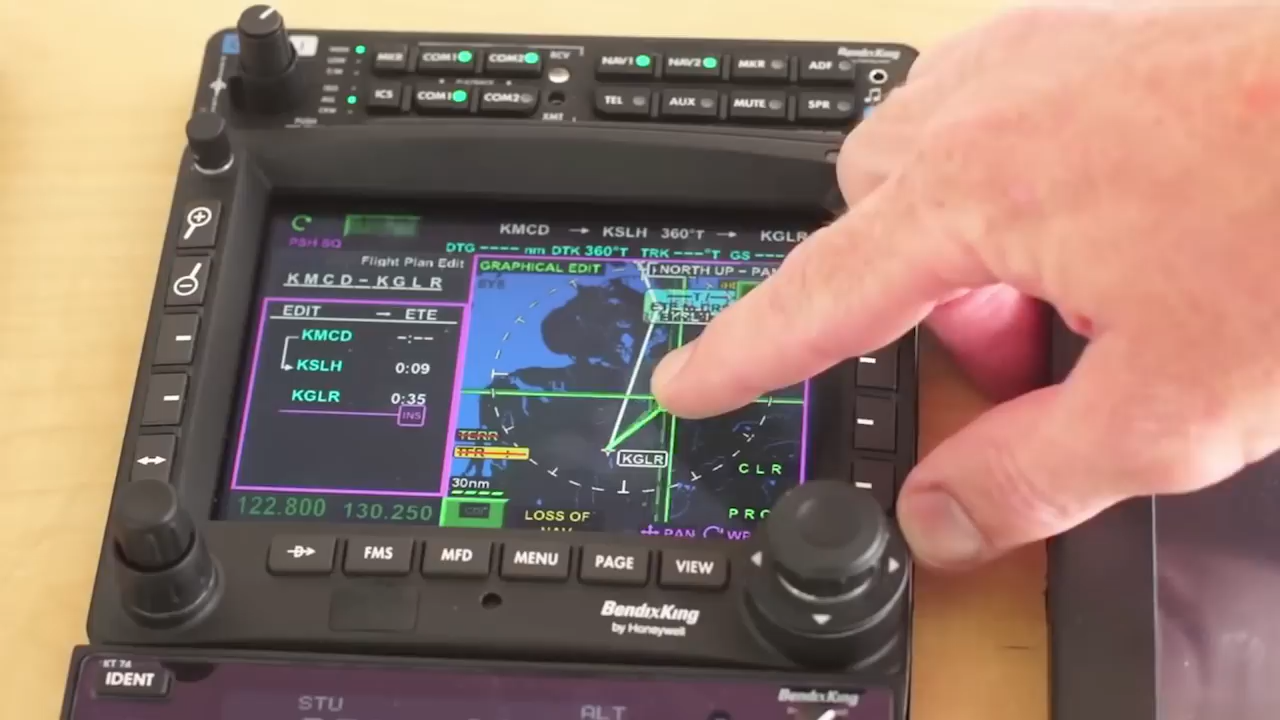 MKR COM1 COM2 RCV NAV1 NAV2 MKR ADF BendixKing
ICS COM1 COM2 XMT TEL AUX MUTE SPR
PUSH
KMCD → KSLH 360°T → KGLR
PSH SQ
DTG ---- nm DTK 360°T TRK ---°T GS ---
Flight Plan Edit
KMCD-KGLR
GRAPHICAL EDIT
NORTH UP - PAN
EDIT → ETE
KMCD -:--
KSLH 0:09
KGLR 0:35
INS
TERR
TFR
KGLR
30nm
CLR
122.800 130.250
LOSS OF
NAV
PRO
PAN
FMS MFD MENU PAGE VIEW
BendixKing
by Honeywell
KT 74
IDENT
STU ALT
BendixKing